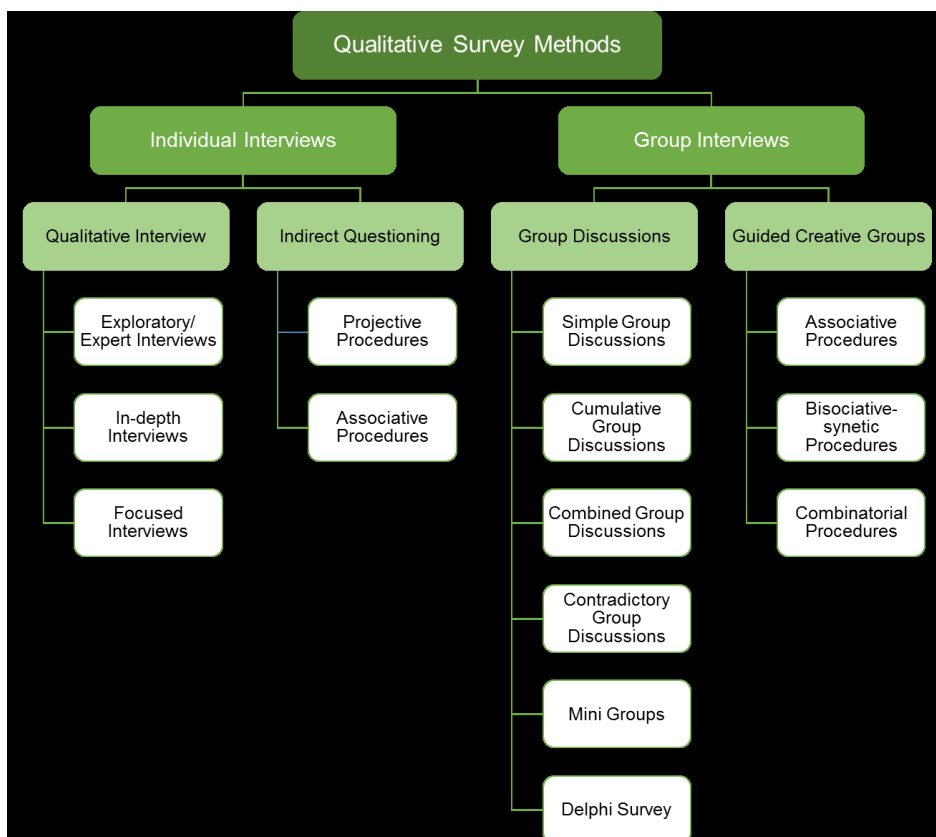 Qualitative Survey Methods
Individual Interviews
Group Interviews
Qualitative Interview
Indirect Questioning
Group Discussions
Guided Creative Groups
Exploratory/
Expert Interviews
In-depth
Interviews
Focused
Interviews
Projective
Procedures
Associative
Procedures
Simple Group
Discussions
Cumulative
Group
Discussions
Combined Group
Discussions
Contradictory
Group
Discussions
Mini Groups
Delphi Survey
Associative
Procedures
Bisociative-
synetic
Procedures
Combinatorial
Procedures